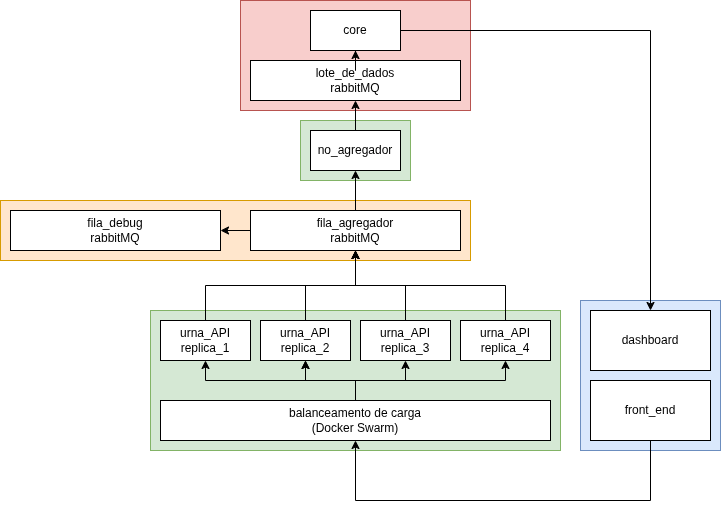 core
lote_de_dados
rabbitMQ
no_agregador
fila_debug
rabbitMQ
fila_agregador
rabbitMQ
urna_API
replica_1
urna_API
replica_2
urna_API
replica_3
urna_API
replica_4
dashboard
front_end
balanceamento de carga
(Docker Swarm)